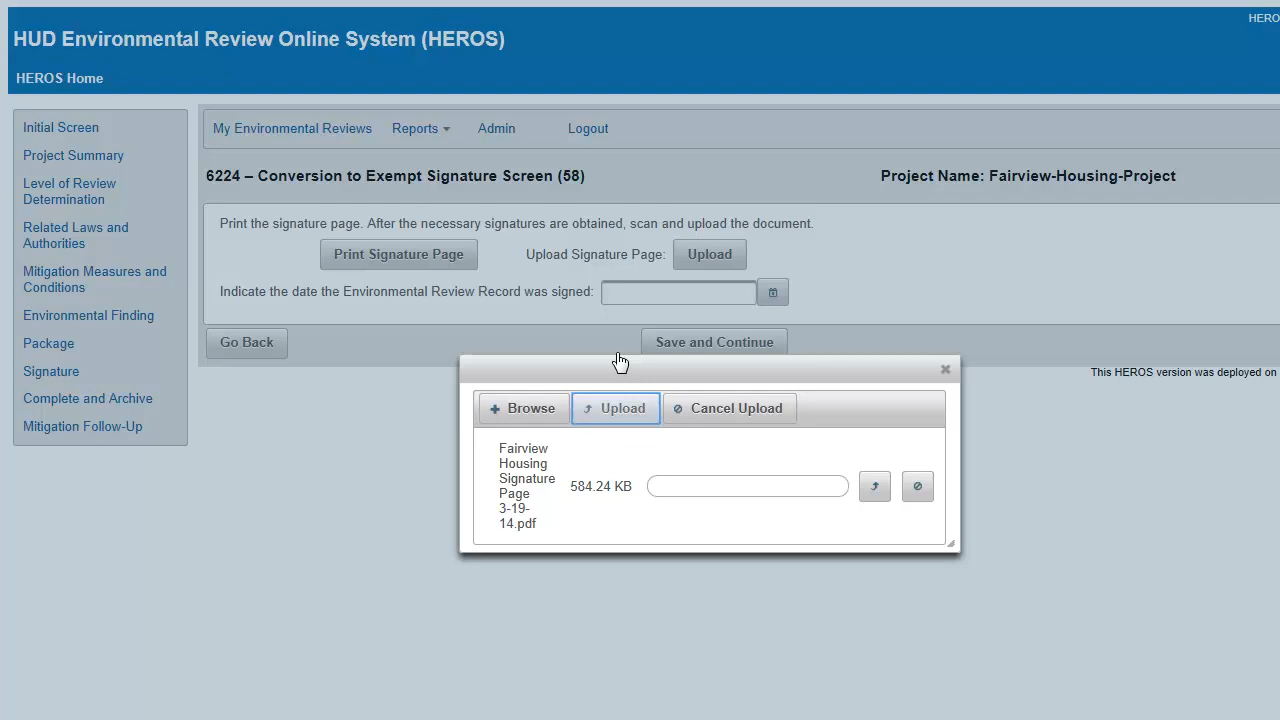 HERO
HUD Environmental Review Online System (HEROS)
HEROS Home
Initial Screen
Project Summary
Level of Review
Determination
Related Laws and
Authorities
Mitigation Measures and
Conditions
Environmental Finding
Package
Signature
Complete and Archive
Mitigation Follow-Up
My Environmental Reviews Reports Admin Logout
6224 – Conversion to Exempt Signature Screen (58) Project Name: Fairview-Housing-Project
Print the signature page. After the necessary signatures are obtained, scan and upload the document.
Print Signature Page Upload Signature Page: Upload
Indicate the date the Environmental Review Record was signed:
Go Back Save and Continue
This HEROS version was deployed on
Browse Upload Cancel Upload
Fairview
Housing
Signature
Page
3-19-
14.pdf
584.24 KB